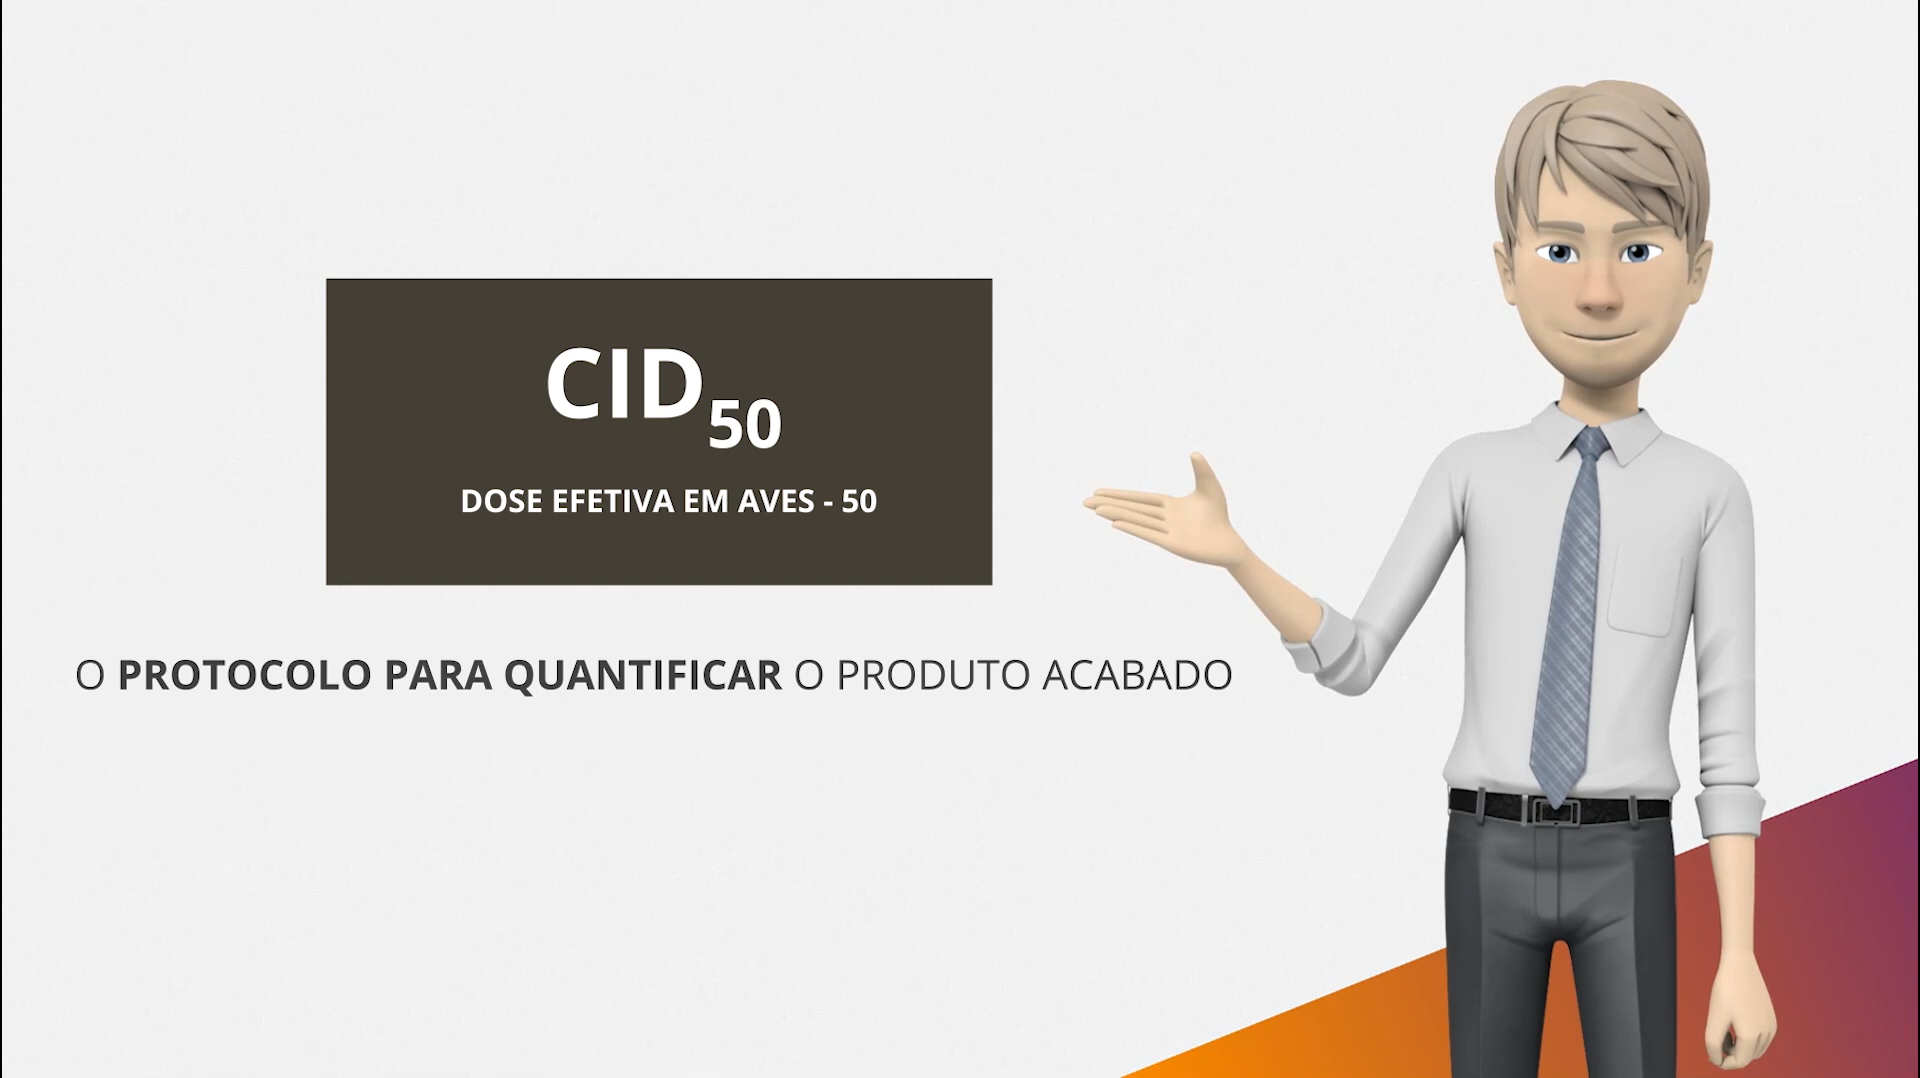 CID50
DOSE EFETIVA EM AVES - 50
O PROTOCOLO PARA QUANTIFICAR O PRODUTO ACABADO